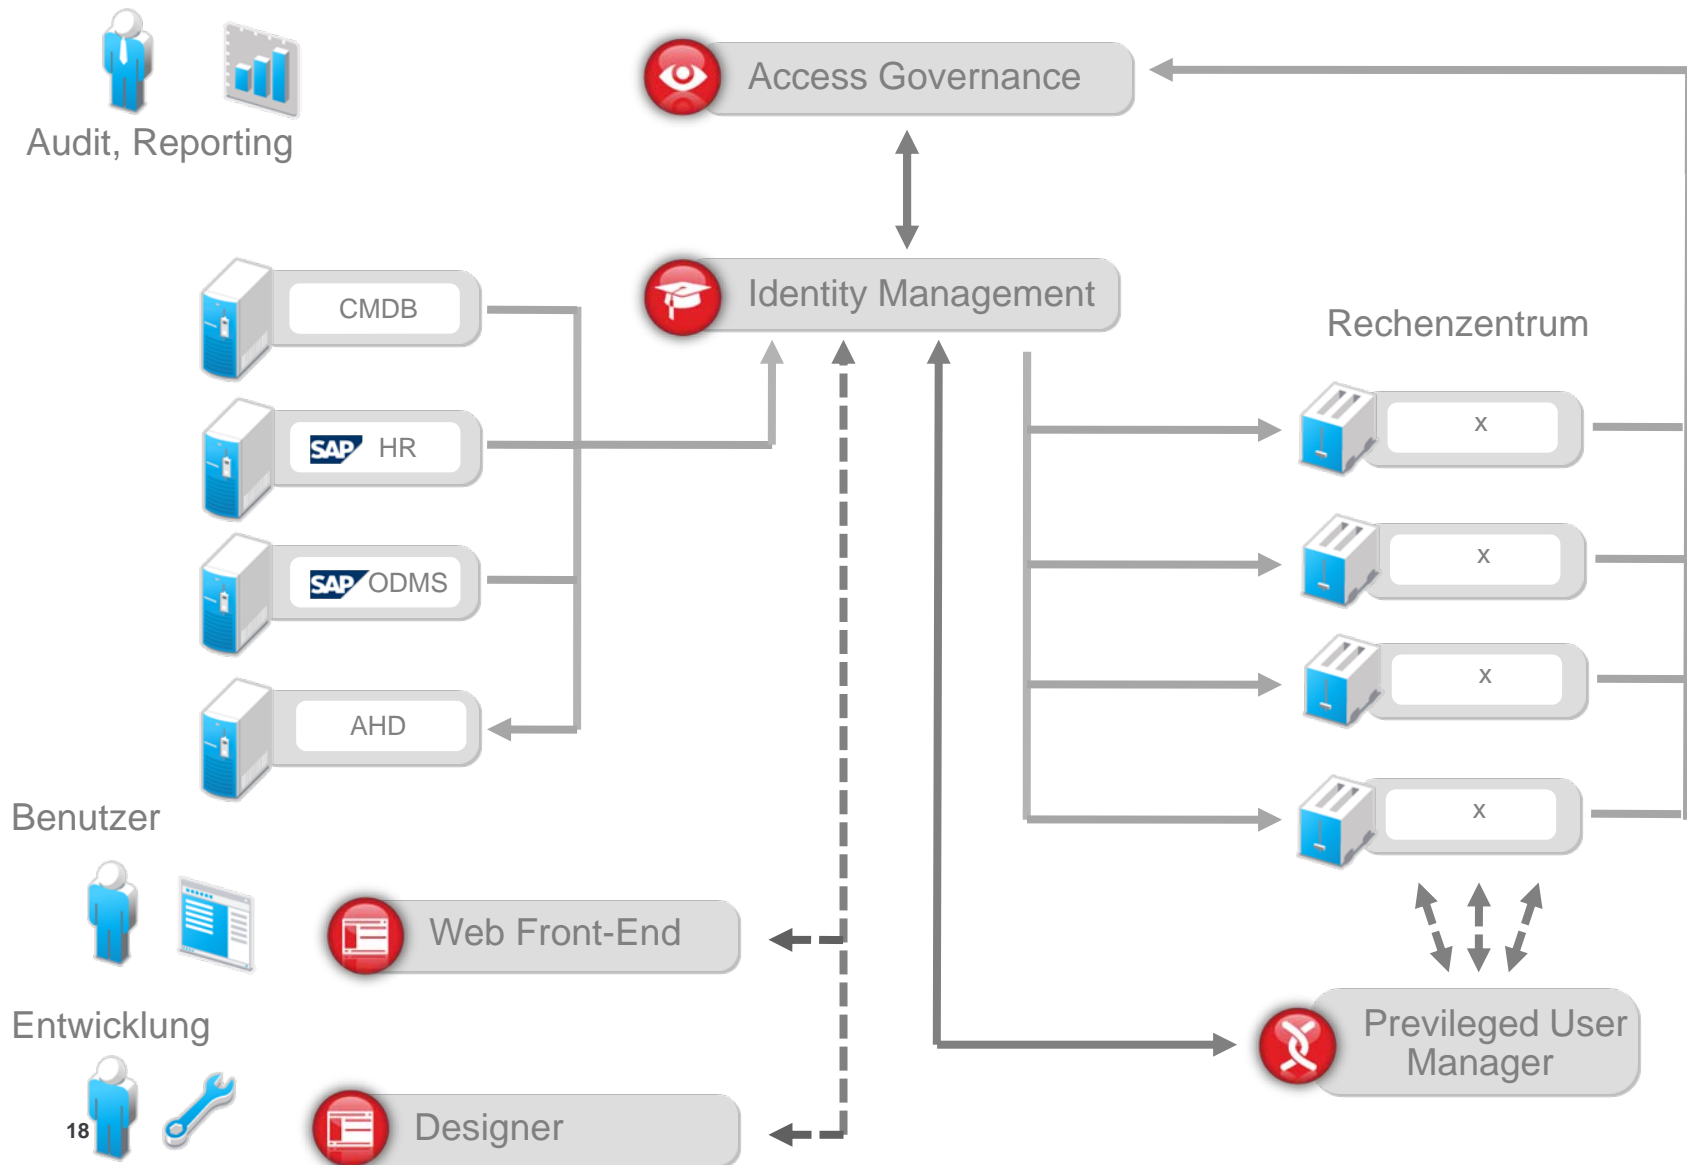 Audit, Reporting
Access Governance
Identity Management
CMDB
SAP HR
SAP ODMS
AHD
Rechenzentrum
x
x
x
x
Benutzer
Web Front-End
Entwicklung
Previleged User
Manager
18
Designer